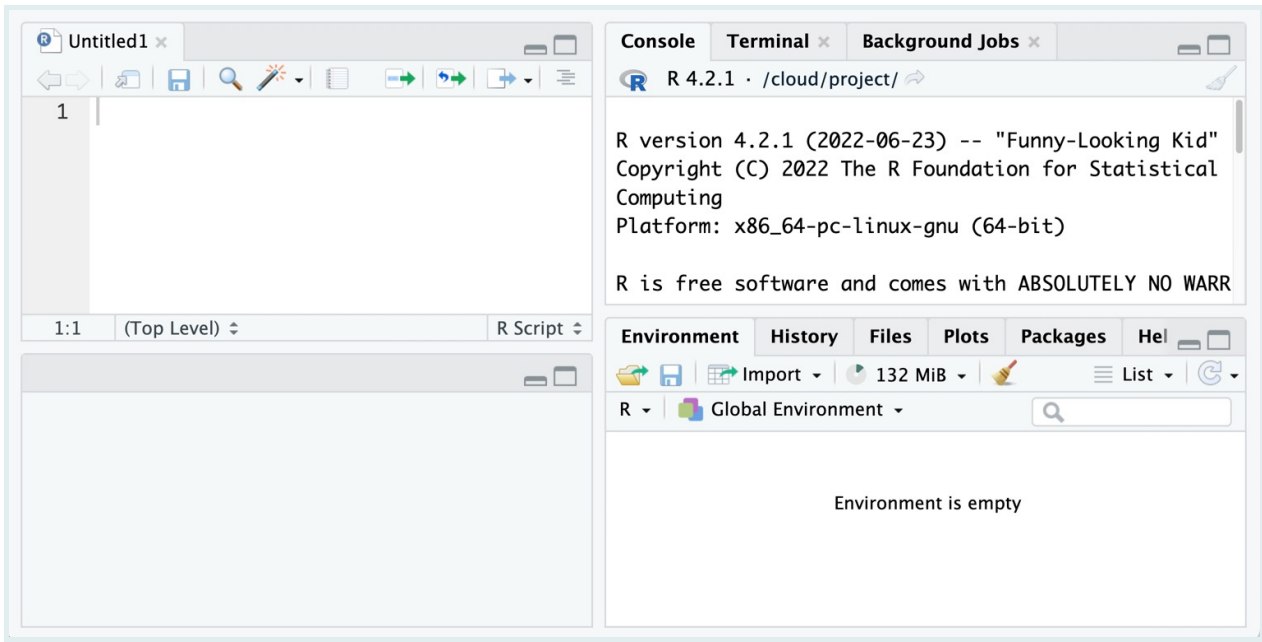 Untitled1
1
1:1 (Top Level) R Script
Console Terminal Background Jobs
R 4.2.1 · /cloud/project/
R version 4.2.1 (2022-06-23) -- "Funny-Looking Kid"
Copyright (C) 2022 The R Foundation for Statistical
Computing
Platform: x86_64-pc-linux-gnu (64-bit)
R is free software and comes with ABSOLUTELY NO WARR
Environment History Files Plots Packages Hel
Import 132 MiB List
R Global Environment
Environment is empty